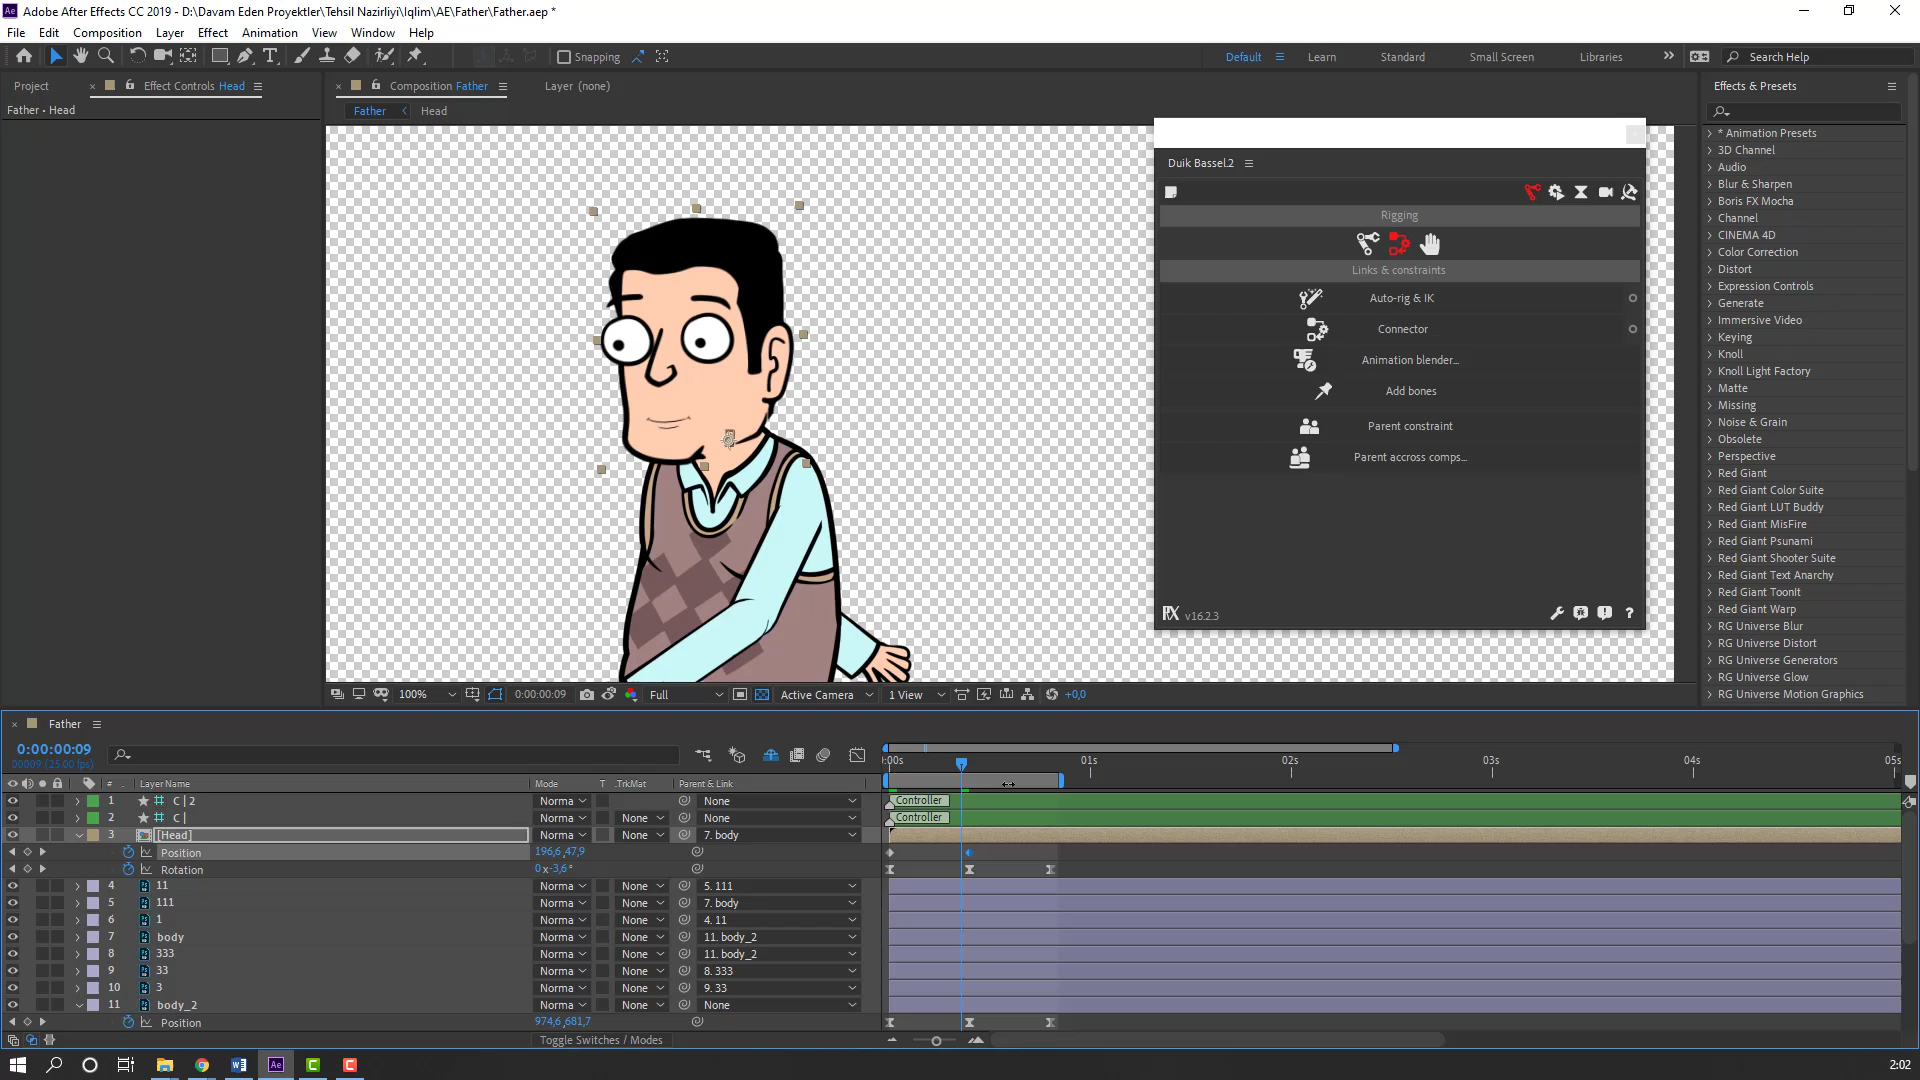 Adobe After Effects CC 2019 - D:\Davam Eden Proyektler\Tehsil Nazirliyi\Iqlim\AE\Father\Father.aep *
File Edit Composition Layer Effect Animation View Window Help
Snapping
Default Learn Standard Small Screen Libraries Search Help
Project Effect Controls Head
Father • Head
Composition Father Layer (none)
Father Head
Duik Bassel.2
Rigging
Links & constraints
Auto-rig & IK
Connector
Animation blender...
Add bones
Parent constraint
Parent accross comps...
v16.2.3
Effects & Presets
* Animation Presets
3D Channel
Audio
Blur & Sharpen
Boris FX Mocha
Channel
CINEMA 4D
Color Correction
Distort
Expression Controls
Generate
Immersive Video
Keying
Knoll
Knoll Light Factory
Matte
Missing
Noise & Grain
Obsolete
Perspective
Red Giant
Red Giant Color Suite
Red Giant LUT Buddy
Red Giant MisFire
Red Giant Psunami
Red Giant Shooter Suite
Red Giant Text Anarchy
Red Giant ToonIt
Red Giant Warp
RG Universe Blur
RG Universe Distort
RG Universe Generators
RG Universe Glow
RG Universe Motion Graphics
100% 0:00:00:09 Full Active Camera 1 View +0,0
Father
0:00:00:09
00009 (25.00 fps)
:00s 01s 02s 03s 04s 05s
# Layer Name Mode T .TrkMat Parent & Link
1 C | 2 Norma None Controller
2 C | Norma None None Controller
3 [Head] Norma None 7. body
Position 196,6,47,9
Rotation 0x-3,6°
4 11 Norma None 5. 111
5 111 Norma None 7. body
6 1 Norma None 4. 11
7 body Norma None 11. body_2
8 333 Norma None 11. body_2
9 33 Norma None 8. 333
10 3 Norma None 9. 33
11 body_2 Norma None None
Position 974,6,681,7
Toggle Switches / Modes
2:02